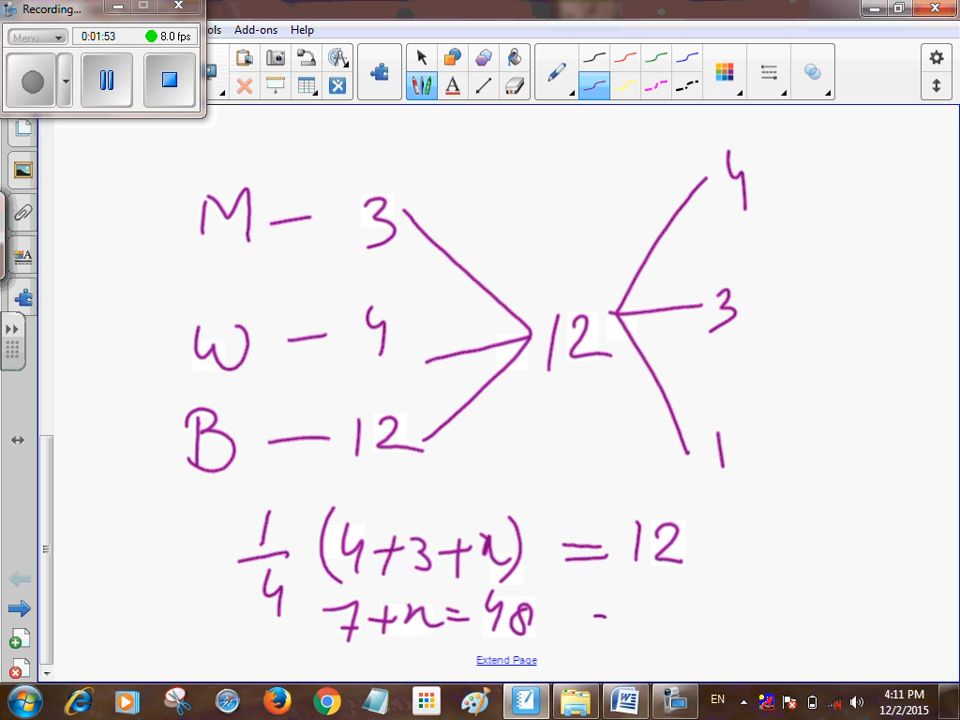 Recording...
Menu 0:01:53 8.0 fps
ols Add-ons Help
M — 3
W — 4
B — 12
12
4
3
1
1/4 (4+3+x) = 12
7+x=48 -
Extend Page
EN 4:11 PM
12/2/2015